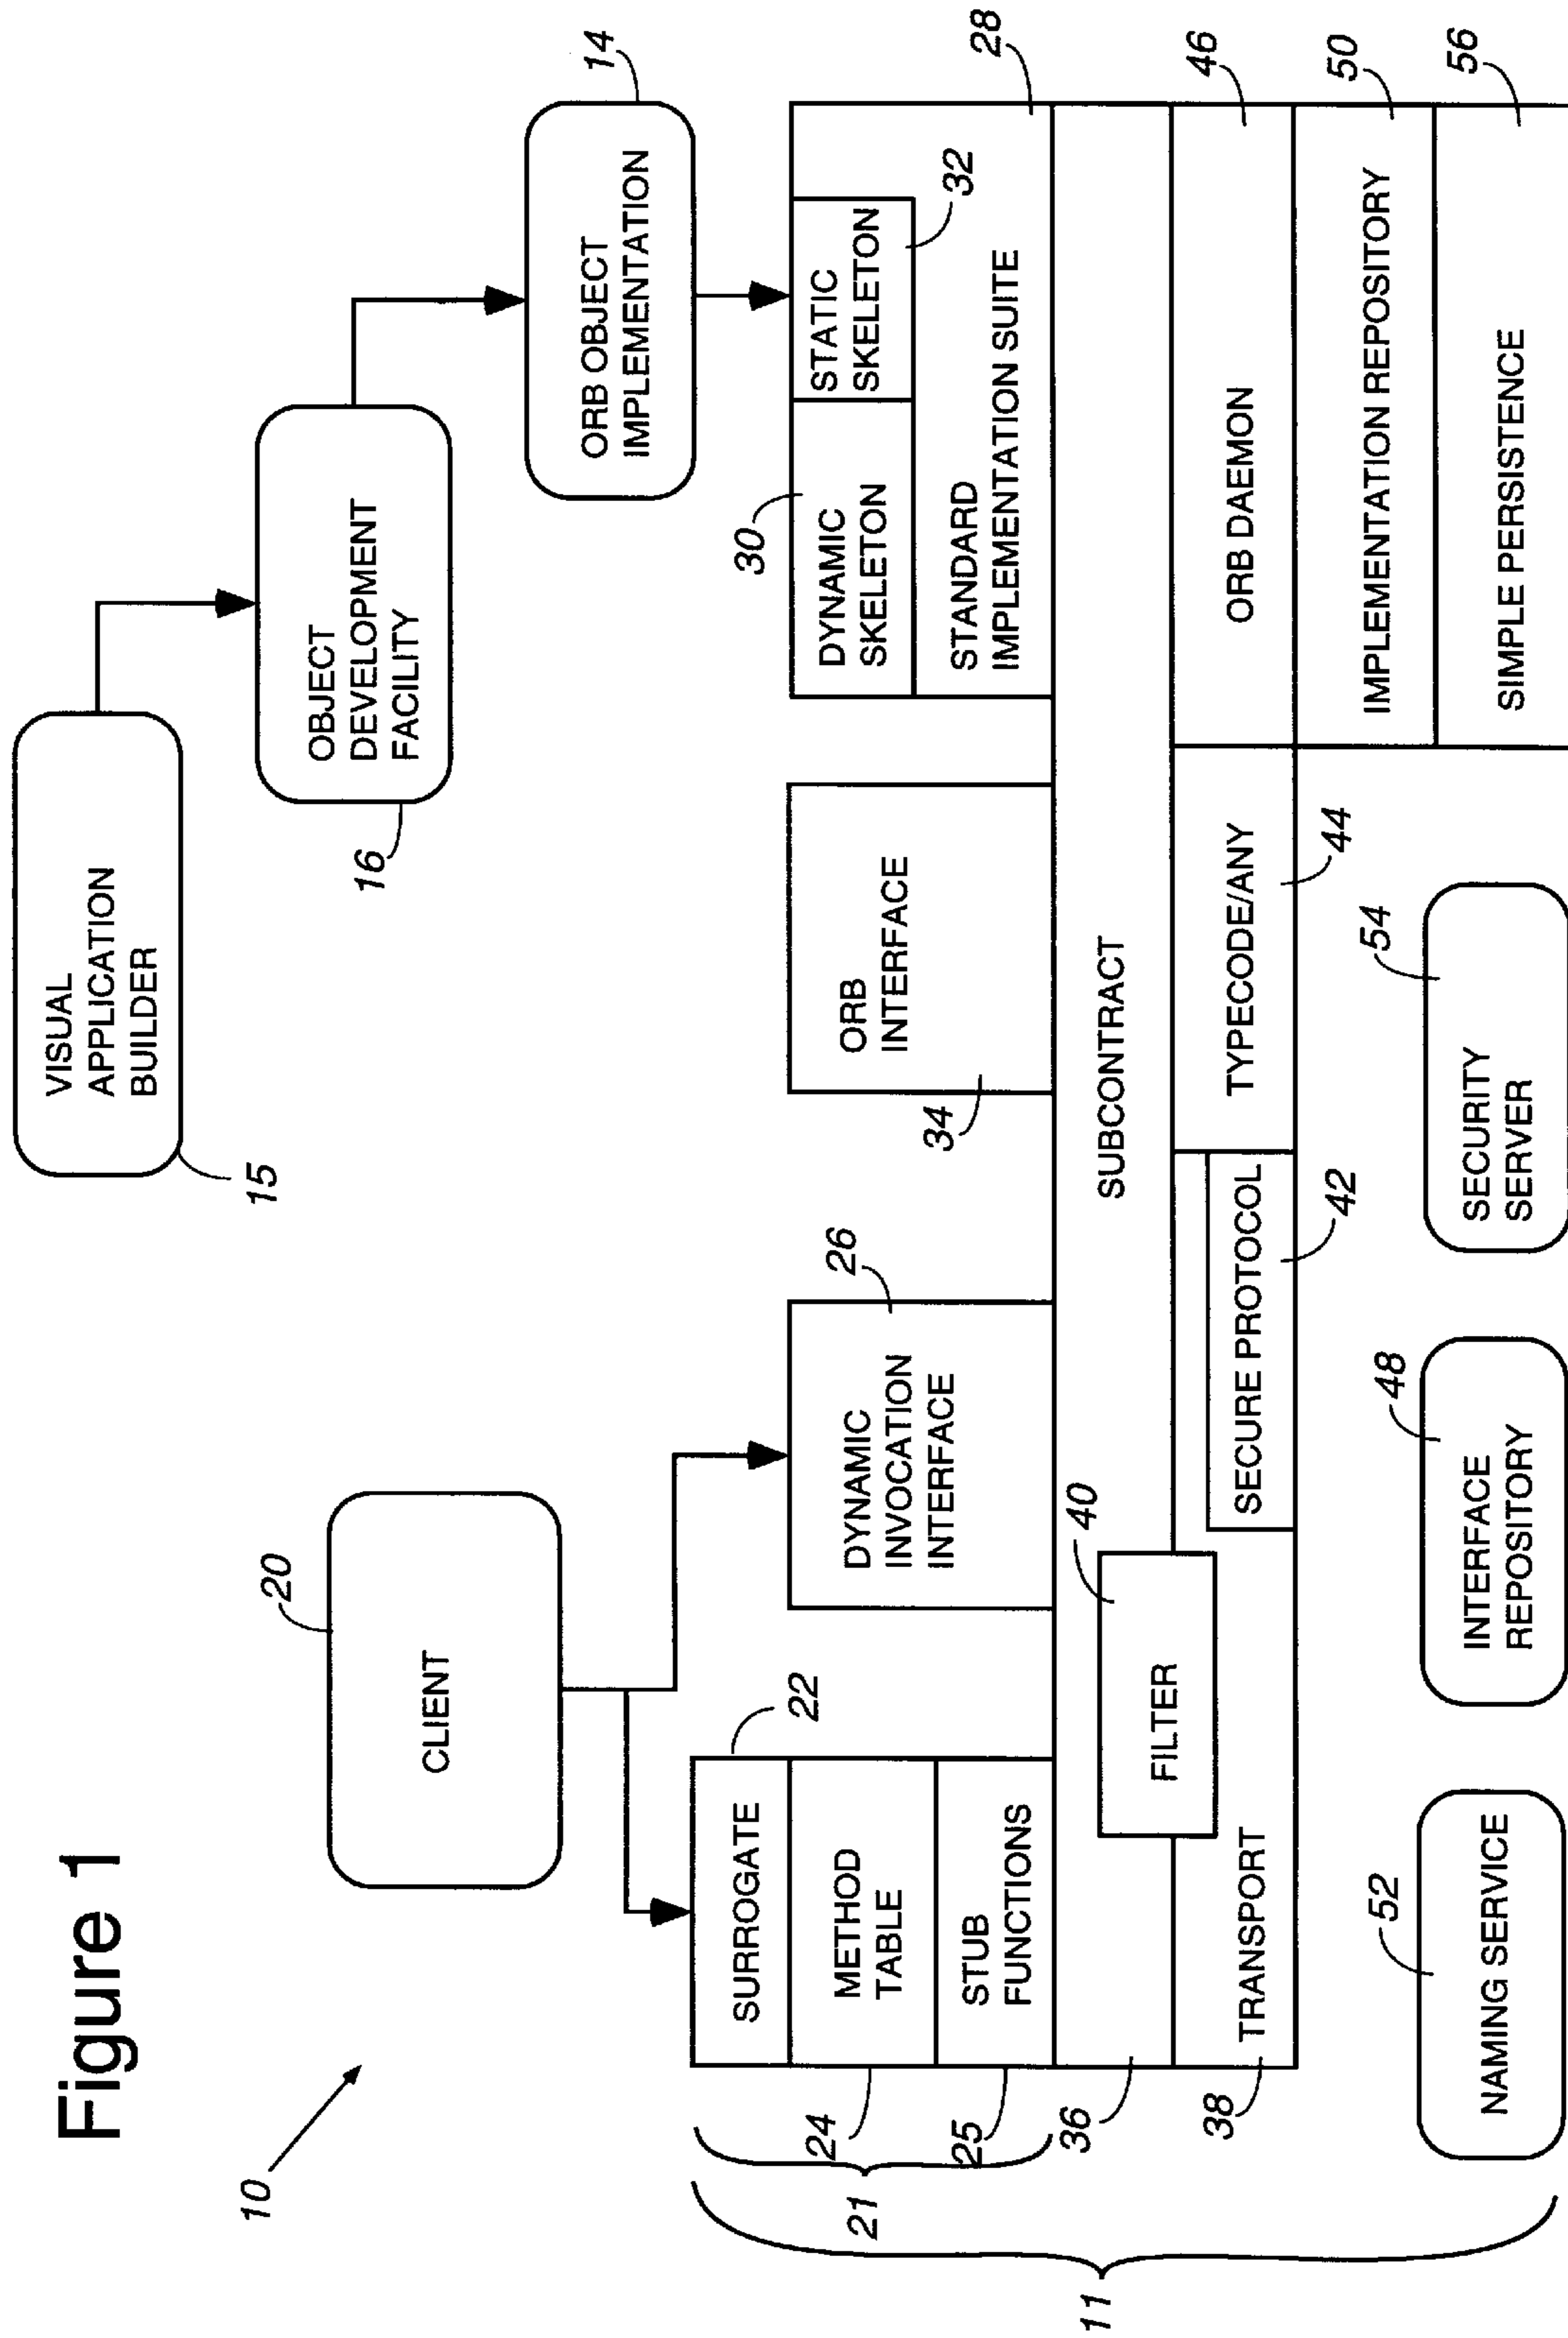 Figure 1
10
VISUAL
APPLICATION
BUILDER
15
OBJECT
DEVELOPMENT
FACILITY
16
20
CLIENT
ORB OBJECT
IMPLEMENTATION
14
SURROGATE
22
METHOD
TABLE
24
STUB
FUNCTIONS
25
21
11
DYNAMIC
INVOCATION
INTERFACE
26
ORB
INTERFACE
34
30
DYNAMIC
SKELETON
STATIC
SKELETON
32
STANDARD
IMPLEMENTATION SUITE
28
36
SUBCONTRACT
FILTER
40
38
TRANSPORT
SECURE PROTOCOL
42
TYPECODE/ANY
44
ORB DAEMON
46
IMPLEMENTATION REPOSITORY
50
SIMPLE PERSISTENCE
56
52
NAMING SERVICE
48
INTERFACE
REPOSITORY
54
SECURITY
SERVER